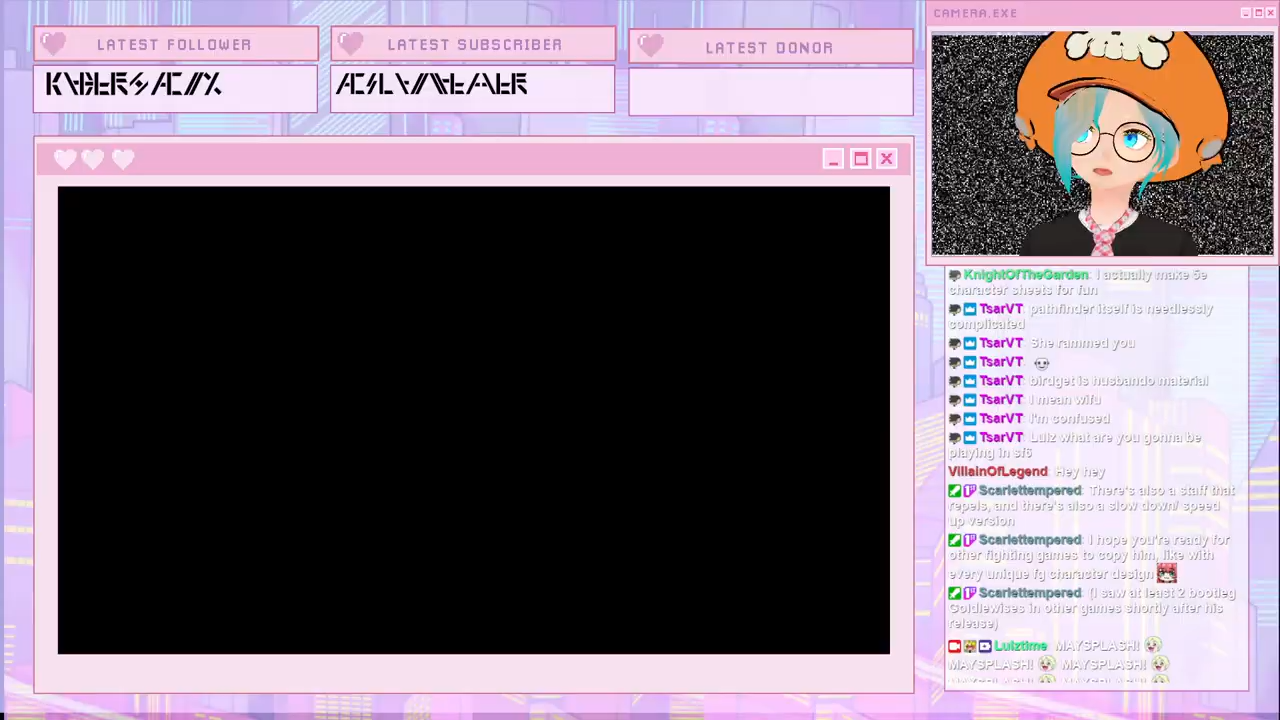 CAMERA.EXE
LATEST FOLLOWER
LATEST SUBSCRIBER
LATEST DONOR
KnightOfTheGarden: I actually make 5e
character sheets for fun
TsarVT: pathfinder itself is needlessly
complicated
TsarVT: She rammed you
TsarVT:
TsarVT: birdget is husbando material
TsarVT: I mean wifu
TsarVT: I'm confused
TsarVT: Lulz what are you gonna be
playing in sf6
VillainOfLegend: Hey hey
Scarlettempered: There's also a staff that
repels, and there's also a slow down/ speed
up version
Scarlettempered: I hope you're ready for
other fighting games to copy him, like with
every unique fg character design
Scarlettempered: (I saw at least 2 bootleg
Goldlewises in other games shortly after his
release)
Lulztime: MAYSPLASH!
MAYSPLASH! MAYSPLASH!
MAYSPLASH! MAYSPLASH!